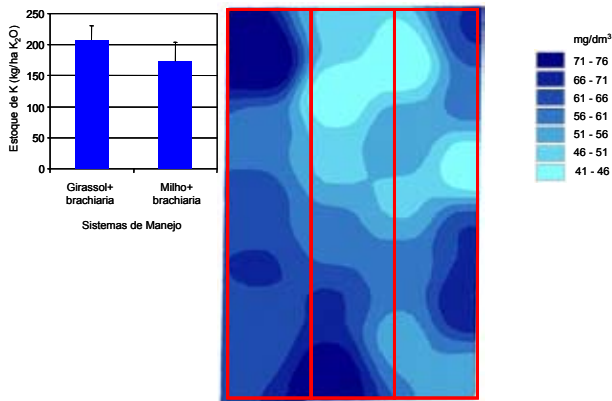 250
200
150
100
50
0
Estoque de K (kg/ha K₂O)
Girassol+ Milho+
brachiaria brachiaria
Sistemas de Manejo
mg/dm³
71 - 76
66 - 71
61 - 66
56 - 61
51 - 56
46 - 51
41 - 46